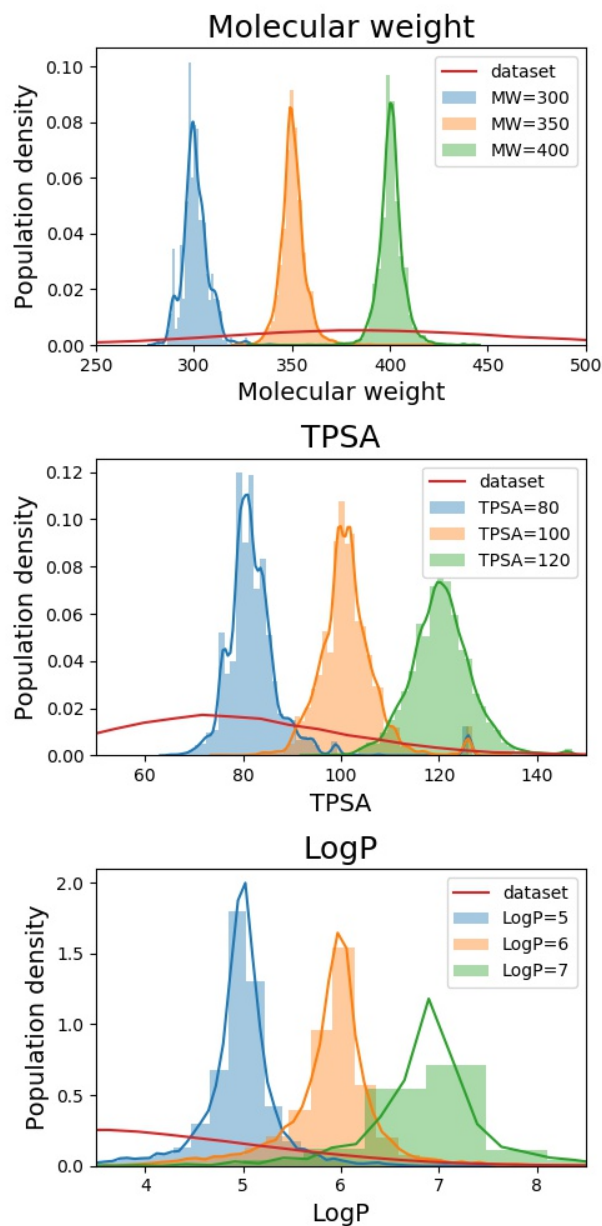 Molecular weight
Population density
0.10
0.08
0.06
0.04
0.02
0.00
dataset
MW=300
MW=350
MW=400
250
300
350
400
450
500
Molecular weight
TPSA
Population density
0.12
0.10
0.08
0.06
0.04
0.02
0.00
dataset
TPSA=80
TPSA=100
TPSA=120
60
80
100
120
140
TPSA
LogP
Population density
2.0
1.5
1.0
0.5
0.0
dataset
LogP=5
LogP=6
LogP=7
4
5
6
7
8
LogP